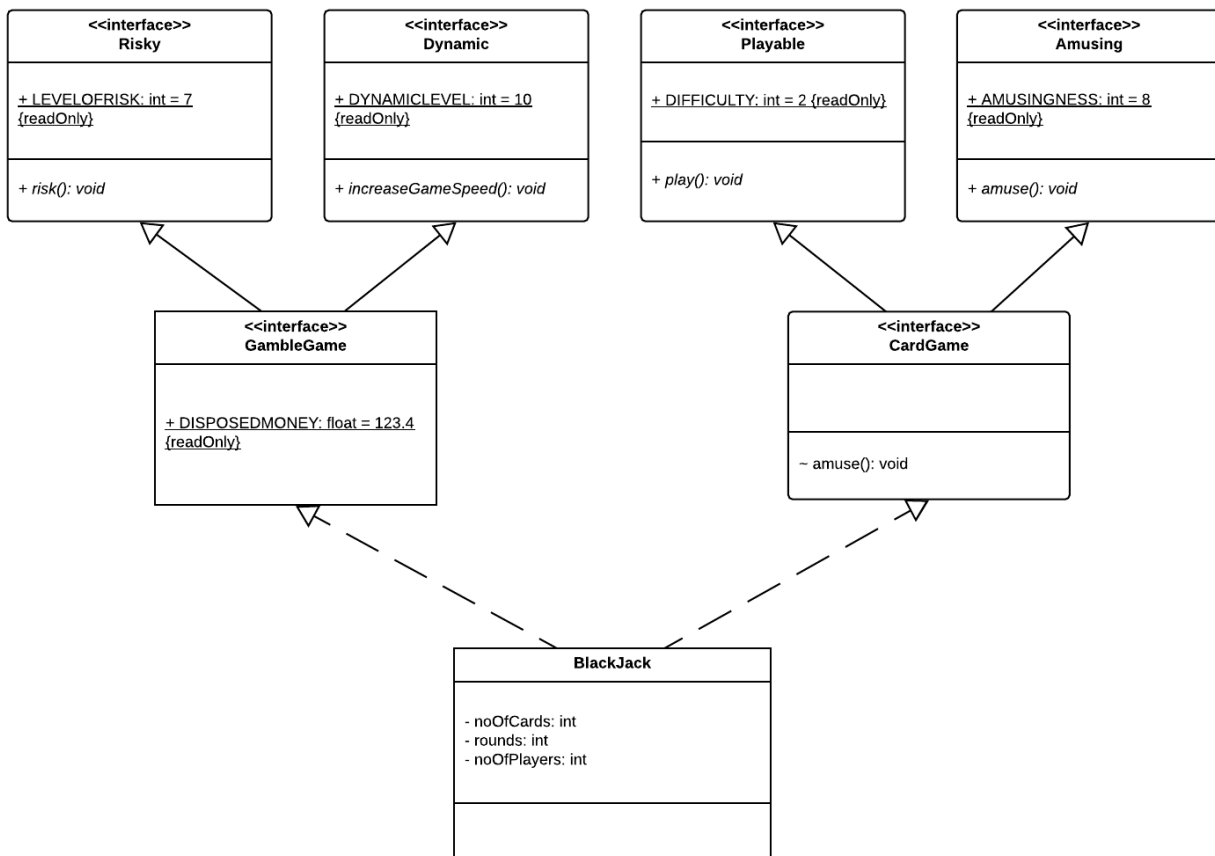 <<interface>>
Risky
+ LEVELOFRISK: int = 7
{readOnly}
+ risk(): void
<<interface>>
Dynamic
+ DYNAMICLEVEL: int = 10
{readOnly}
+ increaseGameSpeed(): void
<<interface>>
Playable
+ DIFFICULTY: int = 2 {readOnly}
+ play(): void
<<interface>>
Amusing
+ AMUSINGNESS: int = 8
{readOnly}
+ amuse(): void
<<interface>>
GambleGame
+ DISPOSEDMONEY: float = 123.4
{readOnly}
<<interface>>
CardGame
~ amuse(): void
BlackJack
- noOfCards: int
- rounds: int
- noOfPlayers: int